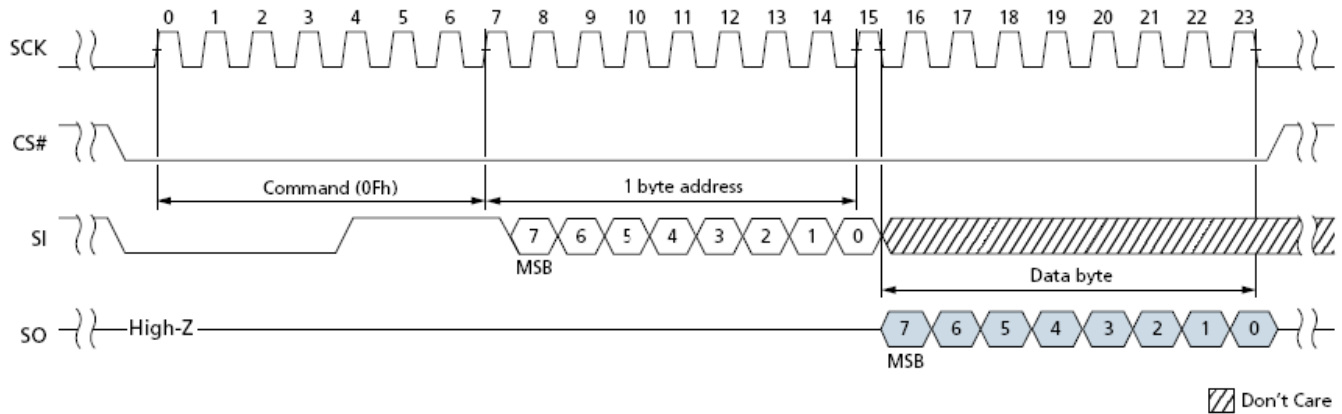 0 1 2 3 4 5 6 7 8 9 10 11 12 13 14 15 16 17 18 19 20 21 22 23
SCK
CS#
Command (0Fh) 1 byte address
SI 7 6 5 4 3 2 1 0
MSB Data byte
SO High-Z 7 6 5 4 3 2 1 0
MSB
Don't Care